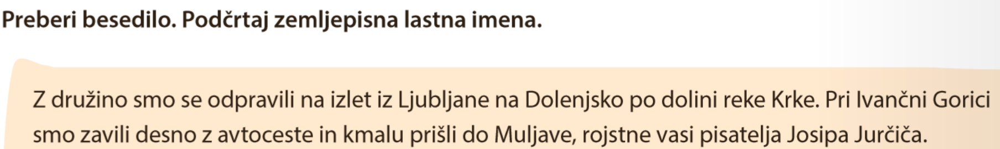 Preberi besedilo. Podčrtaj zemljepisna lastna imena.
Z družino smo se odpravili na izlet iz Ljubljane na Dolenjsko po dolini reke Krke. Pri Ivančni Gorici
smo zavili desno z avtoceste in kmalu prišli do Muljave, rojstne vasi pisatelja Josipa Jurčiča.